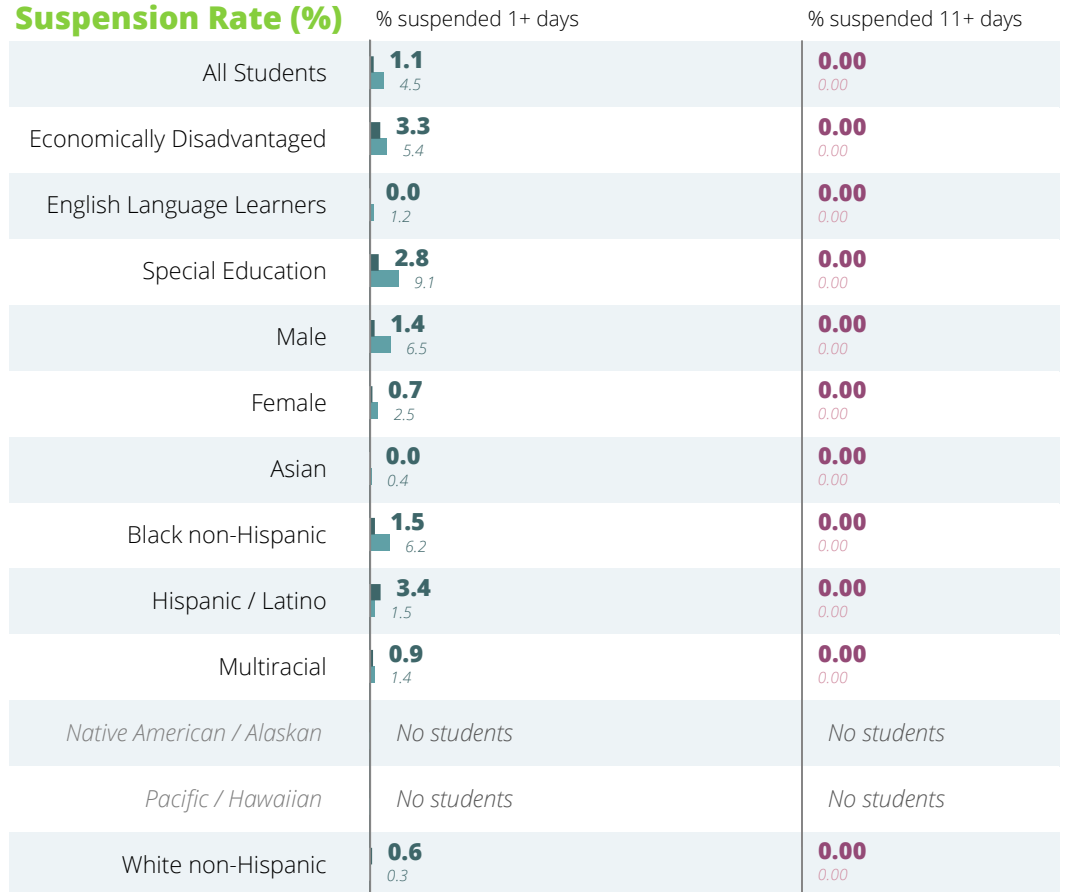 Suspension Rate (%) % suspended 1+ days % suspended 11+ days
All Students 1.1 0.00
4.5 0.00
Economically Disadvantaged 3.3 0.00
5.4 0.00
English Language Learners 0.0 0.00
1.2 0.00
Special Education 2.8 0.00
9.1 0.00
Male 1.4 0.00
6.5 0.00
Female 0.7 0.00
2.5 0.00
Asian 0.0 0.00
0.4 0.00
Black non-Hispanic 1.5 0.00
6.2 0.00
Hispanic / Latino 3.4 0.00
1.5 0.00
Multiracial 0.9 0.00
1.4 0.00
Native American / Alaskan No students No students
Pacific / Hawaiian No students No students
White non-Hispanic 0.6 0.00
0.3 0.00